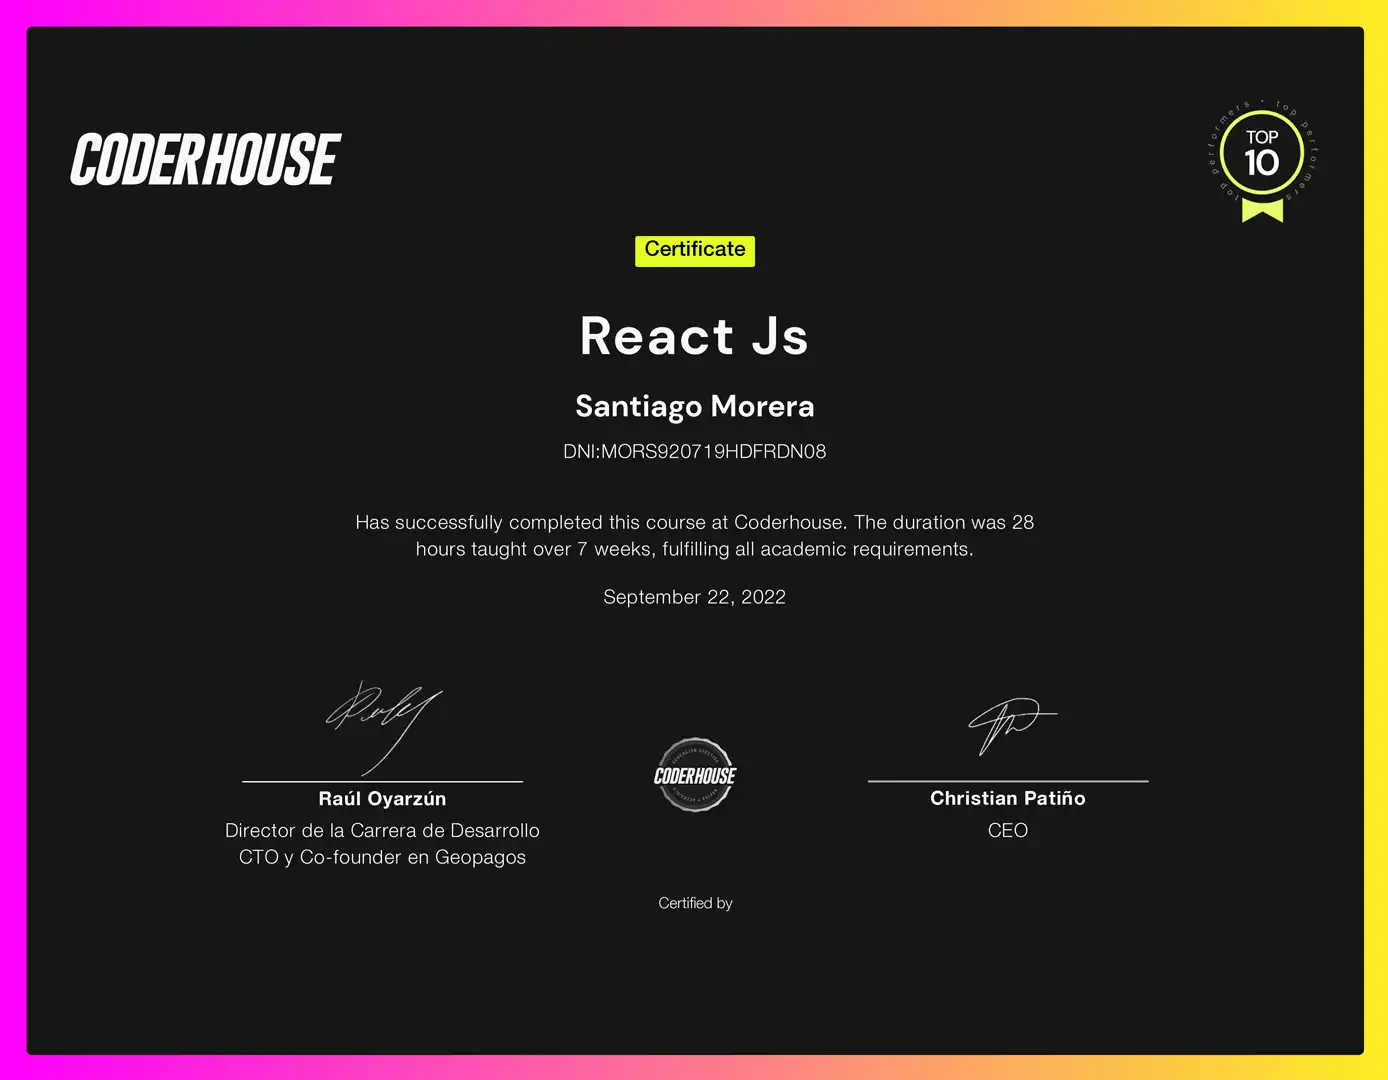 CODERHOUSE
top performers • top performers
TOP
10
Certificate
React Js
Santiago Morera
DNI:MORS920719HDFRDN08
Has successfully completed this course at Coderhouse. The duration was 28
hours taught over 7 weeks, fulfilling all academic requirements.
September 22, 2022
CODERHOUSE
Raúl Oyarzún
Director de la Carrera de Desarrollo
CTO y Co-founder en Geopagos
Christian Patiño
CEO
Certified by